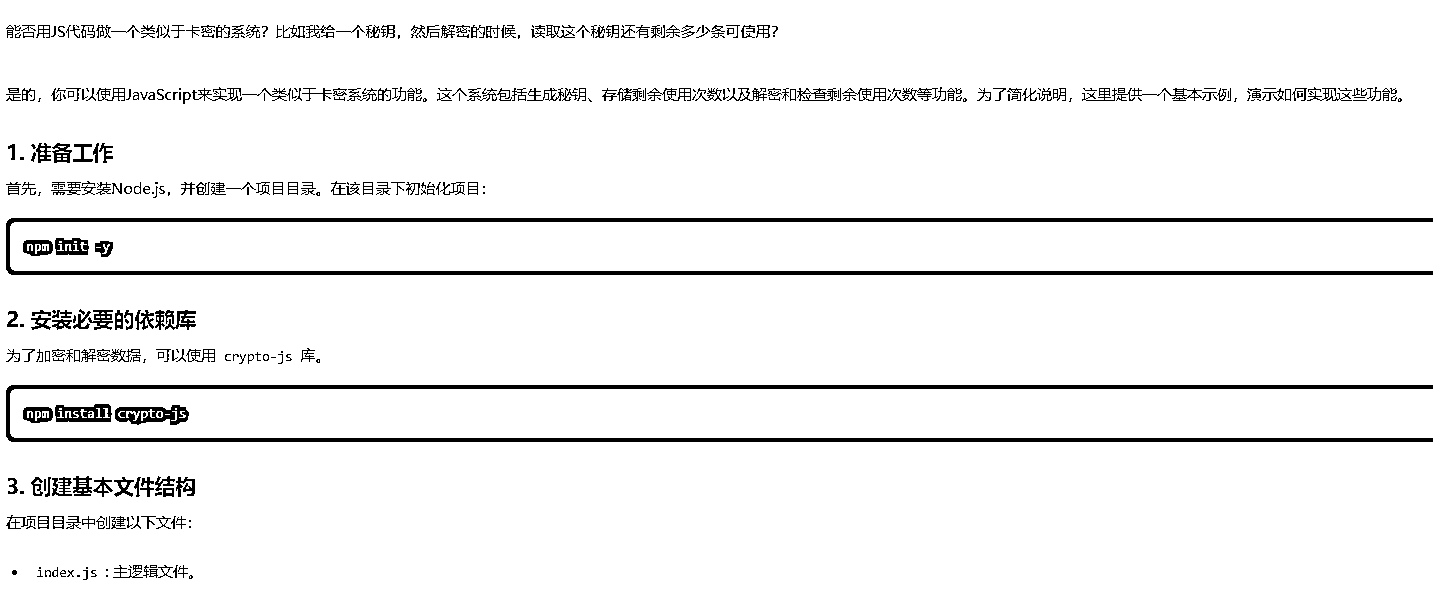 能否用JS代码做一个类似于卡密的系统？比如我给一个秘钥，然后解密的时候，读取这个秘钥还有剩余多少条可使用？
是的，你可以使用JavaScript来实现一个类似于卡密系统的功能。这个系统包括生成秘钥、存储剩余使用次数以及解密和检查剩余使用次数等功能。为了简化说明，这里提供一个基本示例，演示如何实现这些功能。
1. 准备工作
首先，需要安装Node.js，并创建一个项目目录。在该目录下初始化项目：
npm init -y
2. 安装必要的依赖库
为了加密和解密数据，可以使用 crypto-js 库。
npm install crypto-js
3. 创建基本文件结构
在项目目录中创建以下文件：
• index.js ：主逻辑文件。